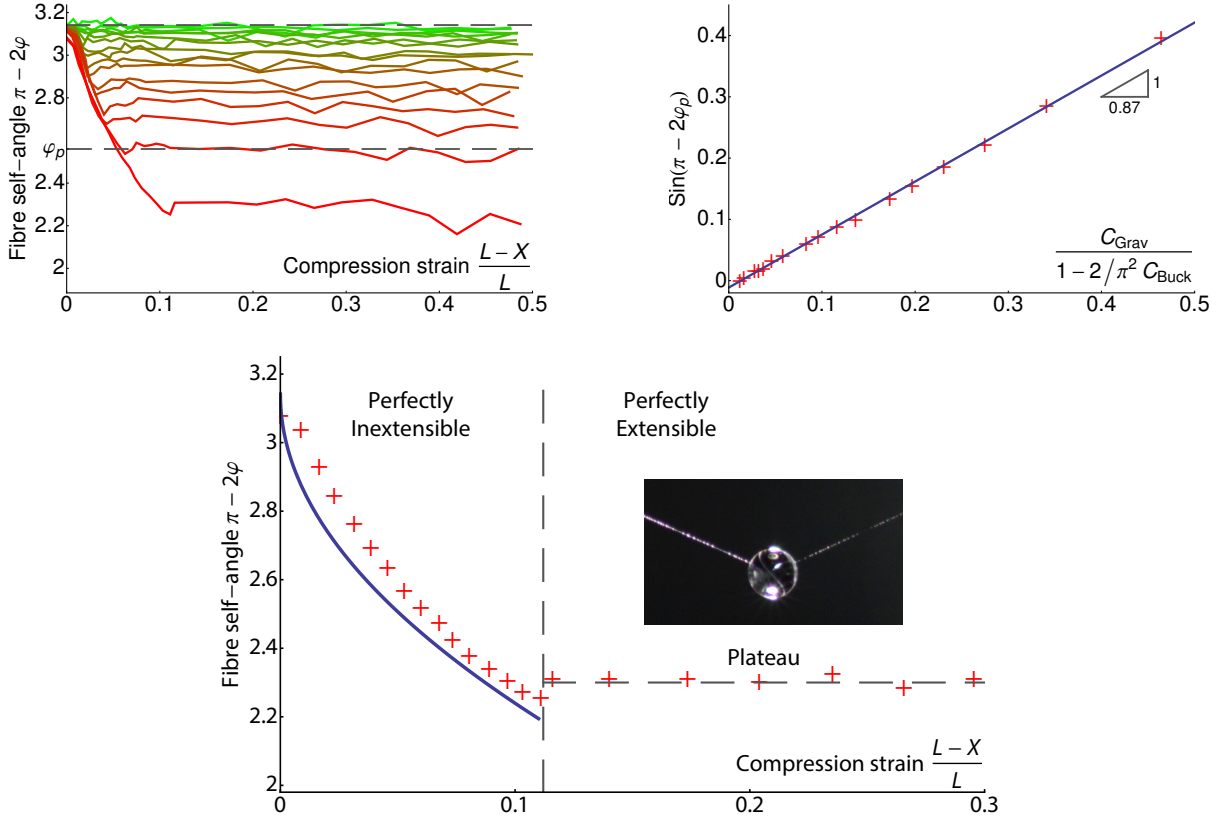 Fibre self-angle π − 2φ
3.2
3
2.8
φp
2.4
2.2
2
Compression strain (L − X)/L
0 0.1 0.2 0.3 0.4 0.5
Sin(π − 2φp)
0.4
0.3
0.2
0.1
0
1
0.87
C_Grav
1 − 2/π² C_Buck
0 0.1 0.2 0.3 0.4 0.5
Fibre self-angle π − 2φ
3.2
3
2.8
2.6
2.4
2.2
2
Perfectly
Inextensible
Perfectly
Extensible
Plateau
Compression strain (L − X)/L
0 0.1 0.2 0.3